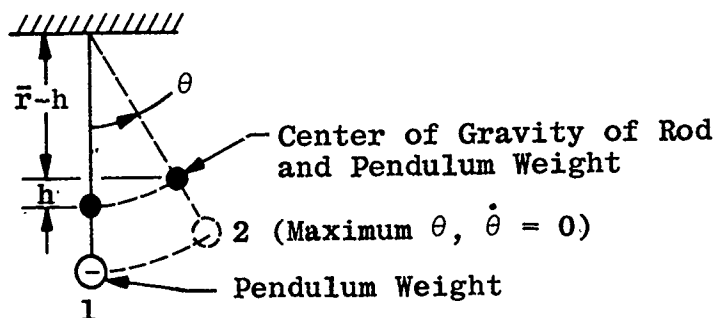 θ
r̄-h
Center of Gravity of Rod
and Pendulum Weight
h
2 (Maximum θ, θ̇ = 0)
Pendulum Weight
1